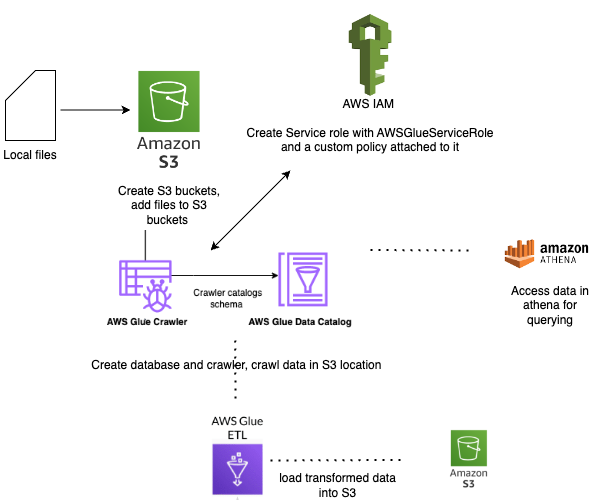 AWS IAM
Local files
Amazon
S3
Create Service role with AWSGlueServiceRole
and a custom policy attached to it
Create S3 buckets,
add files to S3
buckets
amazon
ATHENA
Access data in
athena for
querying
Crawler catalogs
schema
AWS Glue Crawler
AWS Glue Data Catalog
Create database and crawler, crawl data in S3 location
AWS Glue
ETL
load transformed data
into S3
Amazon
S3